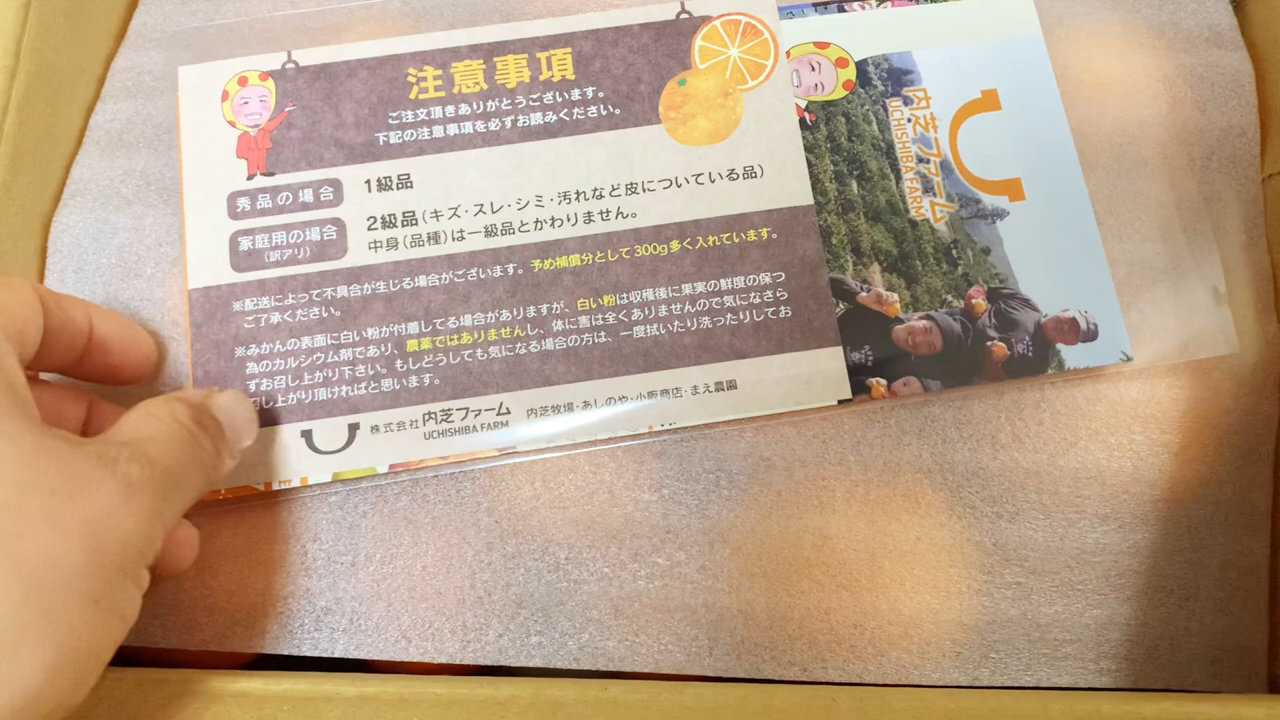 注意事項
ご注文頂きありがとうございます。
下記の注意事項を必ずお読みください。
秀品の場合
1級品
家庭用の場合
(訳アリ)
2級品(キズ・スレ・シミ・汚れなど皮についている品)
中身(品種)は一級品とかわりません。
※配送によって不具合が生じる場合がございます。予め補償分として300g多く入れています。
ご了承ください。
※みかんの表面に白い粉が付着してる場合がありますが、白い粉は収穫後に果実の鮮度の保つ
為のカルシウム剤であり、農薬ではありませんし、体に害は全くありませんので気になさら
ずお召し上がり下さい。もしどうしても気になる場合の方は、一度拭いたり洗ったりしてお
召し上がり頂ければと思います。
株式会社 内芝ファーム
UCHISHIBA FARM
内芝牧場・あしのや・小阪商店・まえ農園
内芝ファーム
UCHISHIBA FARM